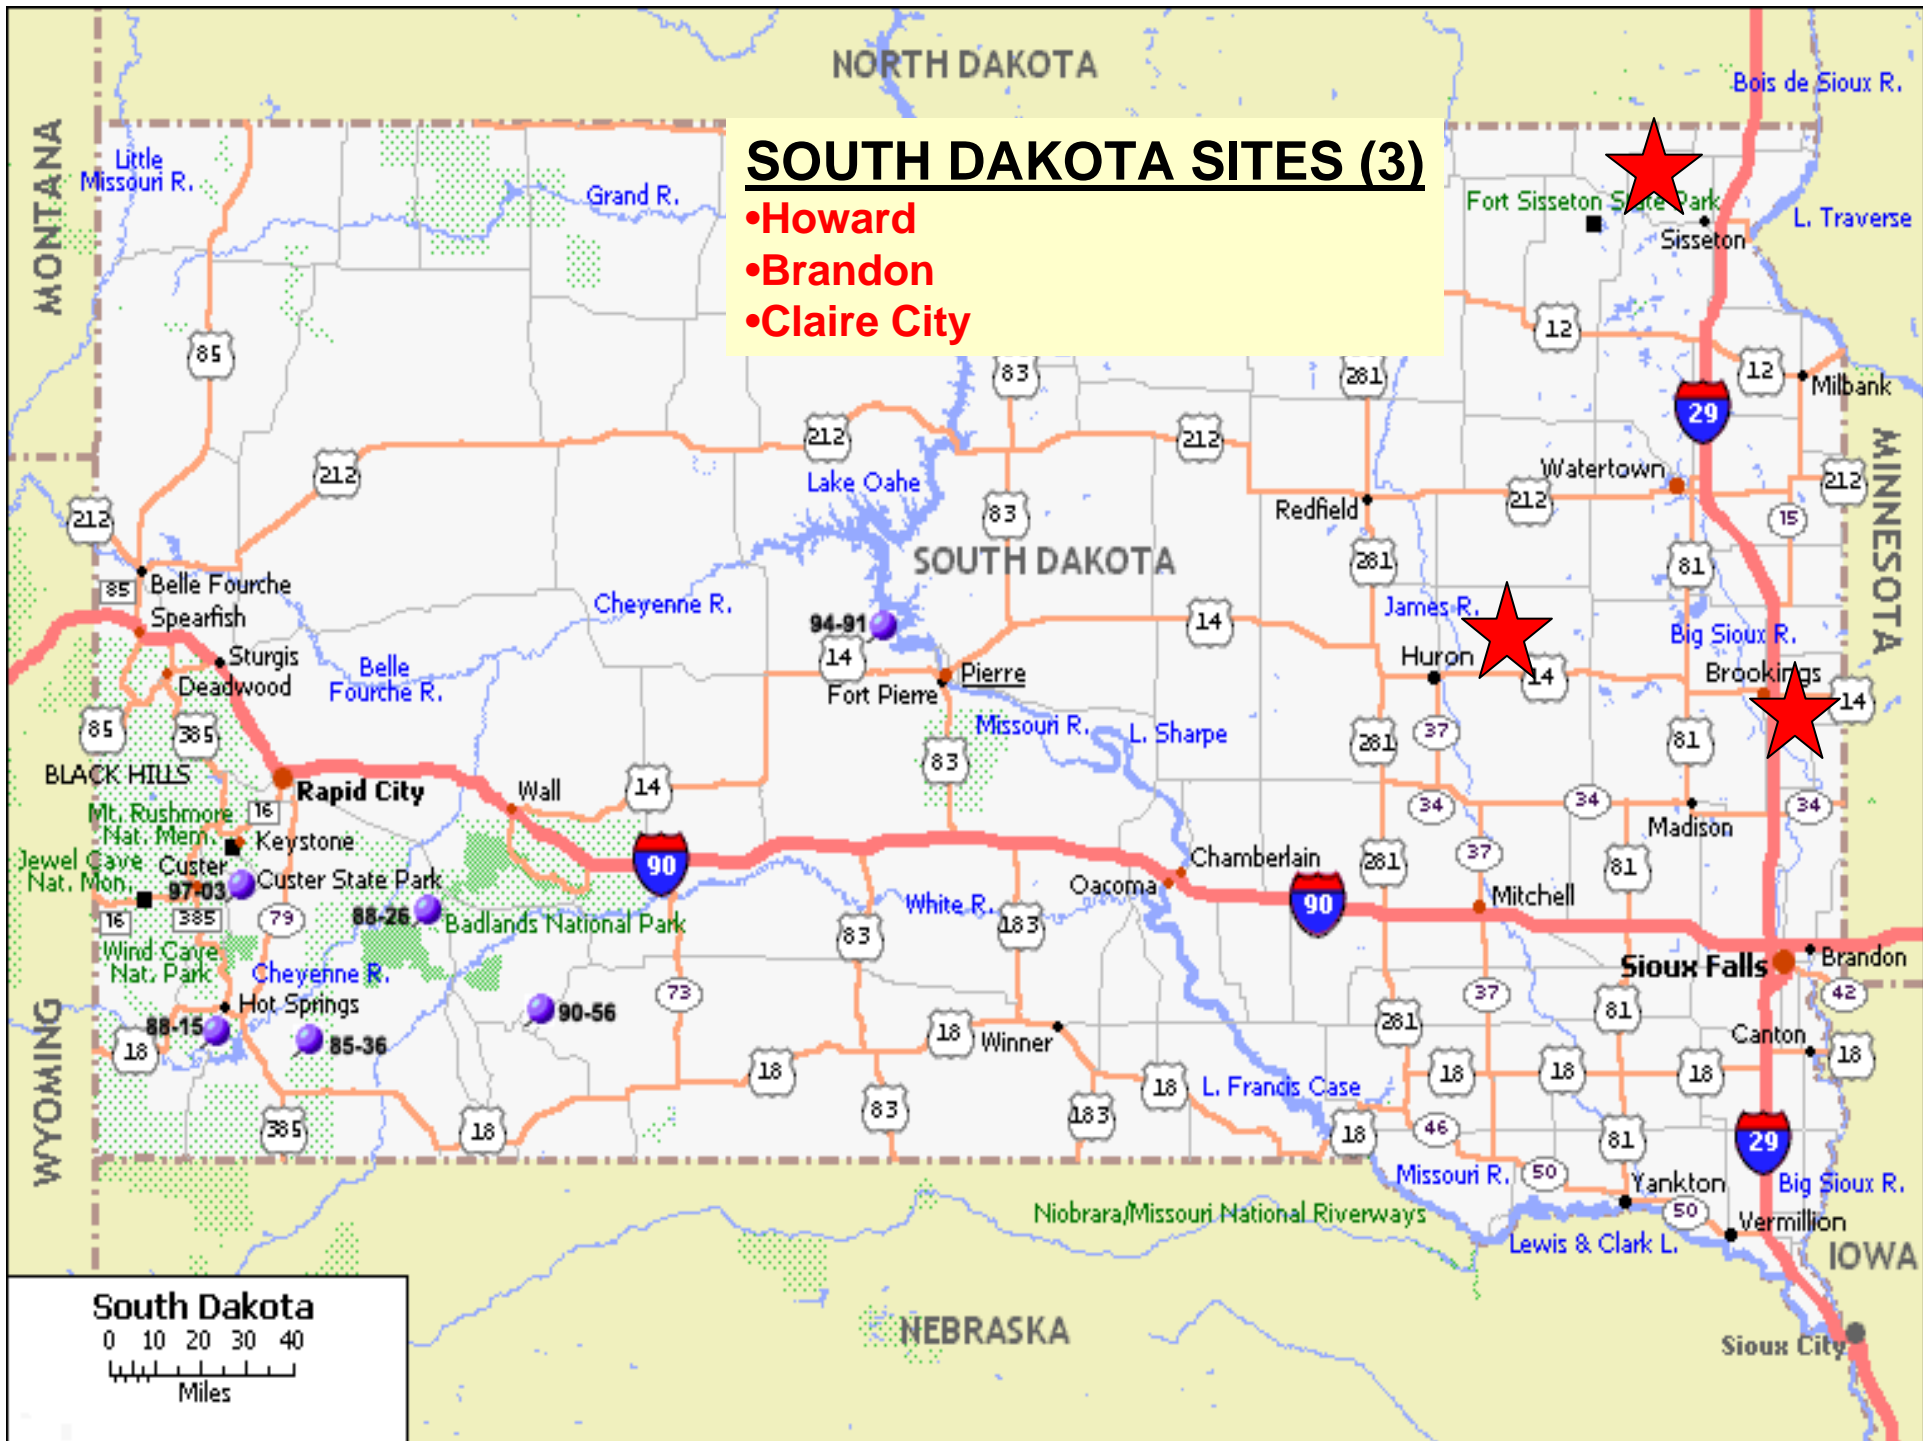 NORTH DAKOTA
Bois de Sioux R.
MONTANA
Little
Missouri R.
Grand R.
SOUTH DAKOTA SITES (3)
•Howard
•Brandon
•Claire City
Fort Sisseton State Park
L. Traverse
Sisseton
85
83
281
12
12
Milbank
29
212
212
212
Lake Oahe
Watertown
212
212
212
83
Redfield
15
MINNESOTA
SOUTH DAKOTA
281
81
85
Belle Fourche
Spearfish
Cheyenne R.
94-91
14
14
James R.
Big Sioux R.
Sturgis
Deadwood
Belle
Fourche R.
Pierre
Fort Pierre
Huron
14
Brookings
14
85
385
Missouri R.
L. Sharpe
83
281
37
81
BLACK HILLS
Rapid City
Wall
14
16
Mt. Rushmore
Nat. Mem.
Keystone
34
34
34
Madison
Jewel Cave
Nat. Mon.
Custer
97-03
Custer State Park
90
Chamberlain
Oacoma
281
37
81
16
385
79
88-26
Badlands National Park
White R.
83
183
90
Mitchell
Wind Cave
Nat. Park
Cheyenne R.
Sioux Falls
Brandon
Hot Springs
73
37
42
88-15
85-36
90-56
18
18
Winner
281
81
Canton
18
WYOMING
18
18
L. Francis Case
18
18
18
385
18
83
183
18
46
81
29
Missouri R.
50
Yankton
Big Sioux R.
Niobrara/Missouri National Riverways
50
Vermillion
Lewis & Clark L.
IOWA
South Dakota
0 10 20 30 40
Miles
NEBRASKA
Sioux City